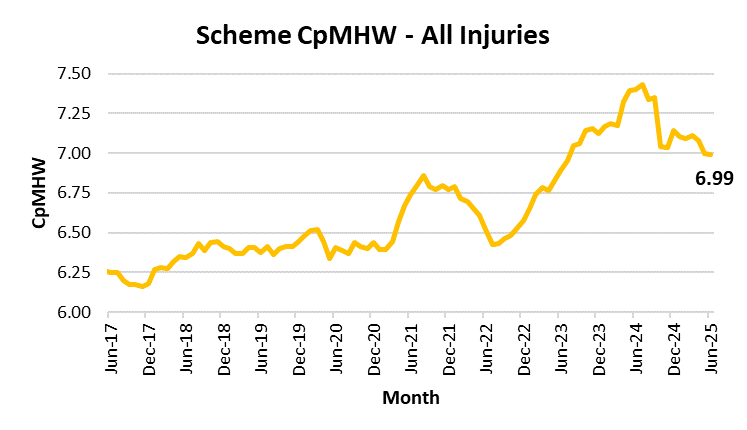 Scheme CpMHW - All Injuries
7.50
7.25
7.00
6.75
6.50
6.25
6.00
CpMHW
6.99
Jun-17
Dec-17
Jun-18
Dec-18
Jun-19
Dec-19
Jun-20
Dec-20
Jun-21
Dec-21
Jun-22
Dec-22
Jun-23
Dec-23
Jun-24
Dec-24
Jun-25
Month